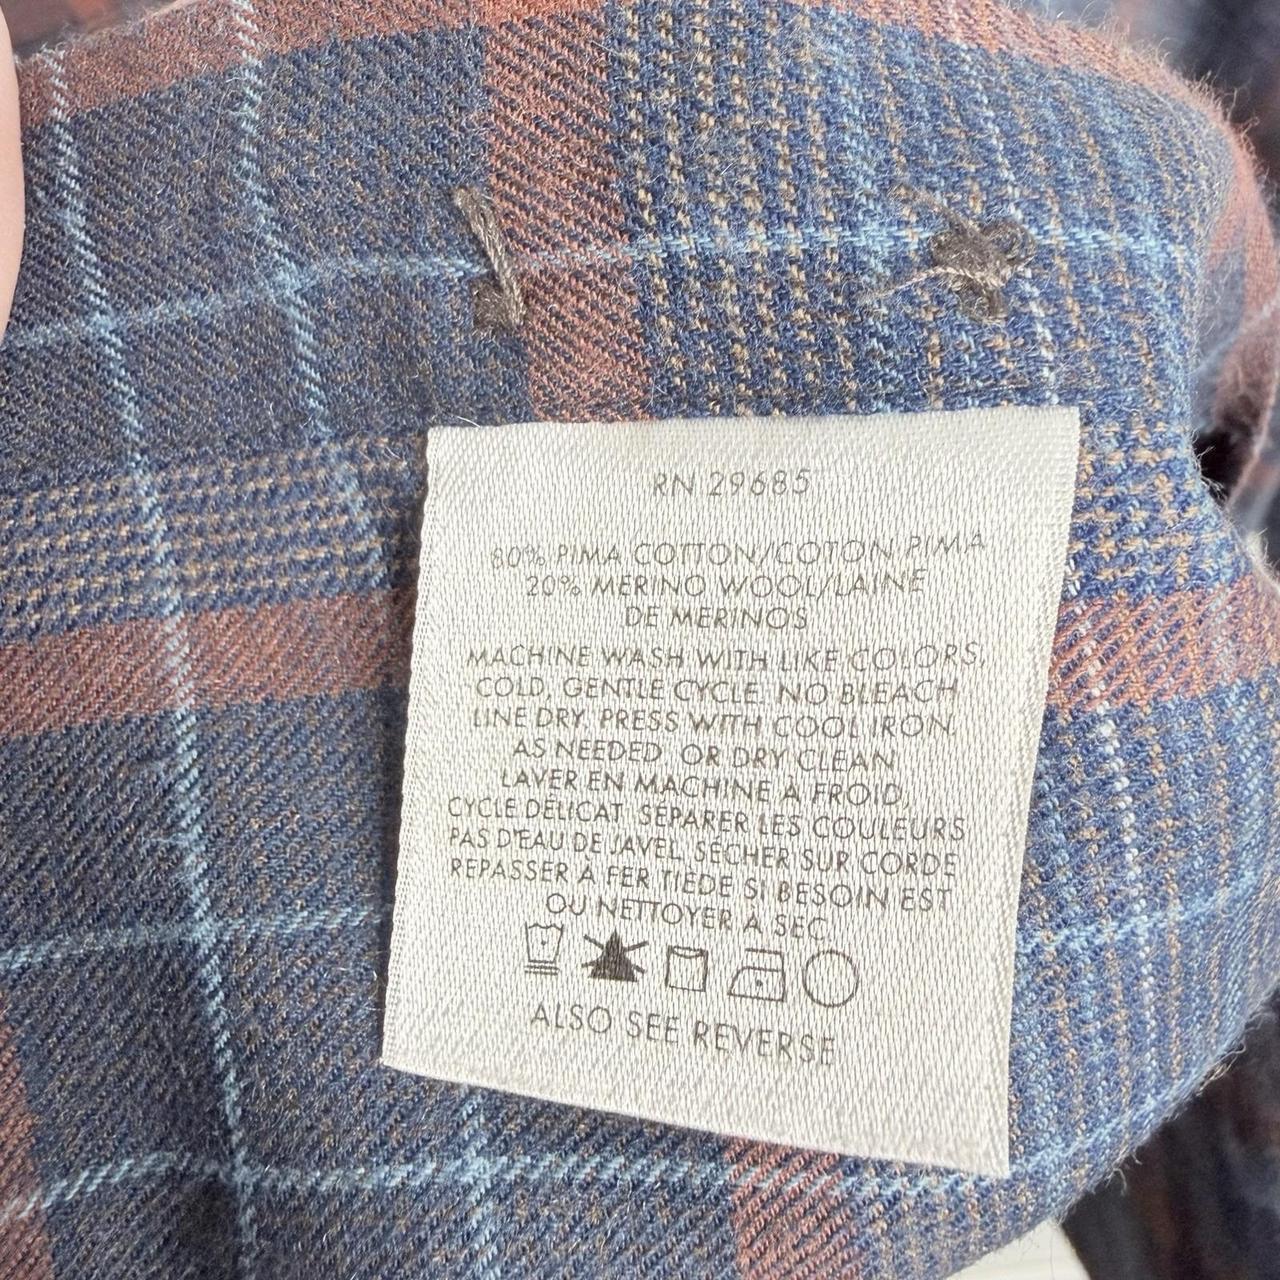 RN 29685
80% PIMA COTTON/COTON PIMA
20% MERINO WOOL/LAINE
DE MERINOS
MACHINE WASH WITH LIKE COLORS,
COLD, GENTLE CYCLE. NO BLEACH
LINE DRY. PRESS WITH COOL IRON
AS NEEDED. OR DRY CLEAN
LAVER EN MACHINE À FROID,
CYCLE DÉLICAT. SÉPARER LES COULEURS
PAS D'EAU DE JAVEL. SÉCHER SUR CORDE
REPASSER À FER TIÈDE SI BESOIN EST
OU NETTOYER À SEC.
ALSO SEE REVERSE